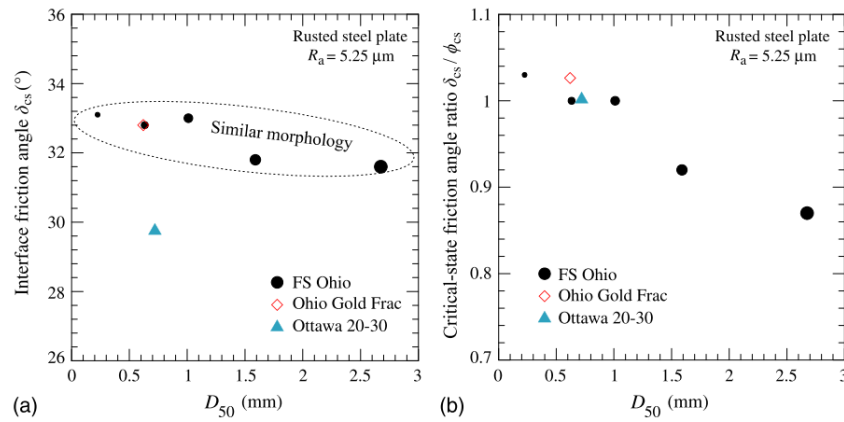 36
34
32
30
28
26
Interface friction angle δcs (°)
Rusted steel plate
Ra = 5.25 μm
Similar morphology
FS Ohio
Ohio Gold Frac
Ottawa 20-30
0 0.5 1 1.5 2 2.5 3
(a)
D50 (mm)
1.1
1
0.9
0.8
0.7
Critical-state friction angle ratio δcs / ϕcs
Rusted steel plate
Ra = 5.25 μm
FS Ohio
Ohio Gold Frac
Ottawa 20-30
0 0.5 1 1.5 2 2.5 3
(b)
D50 (mm)